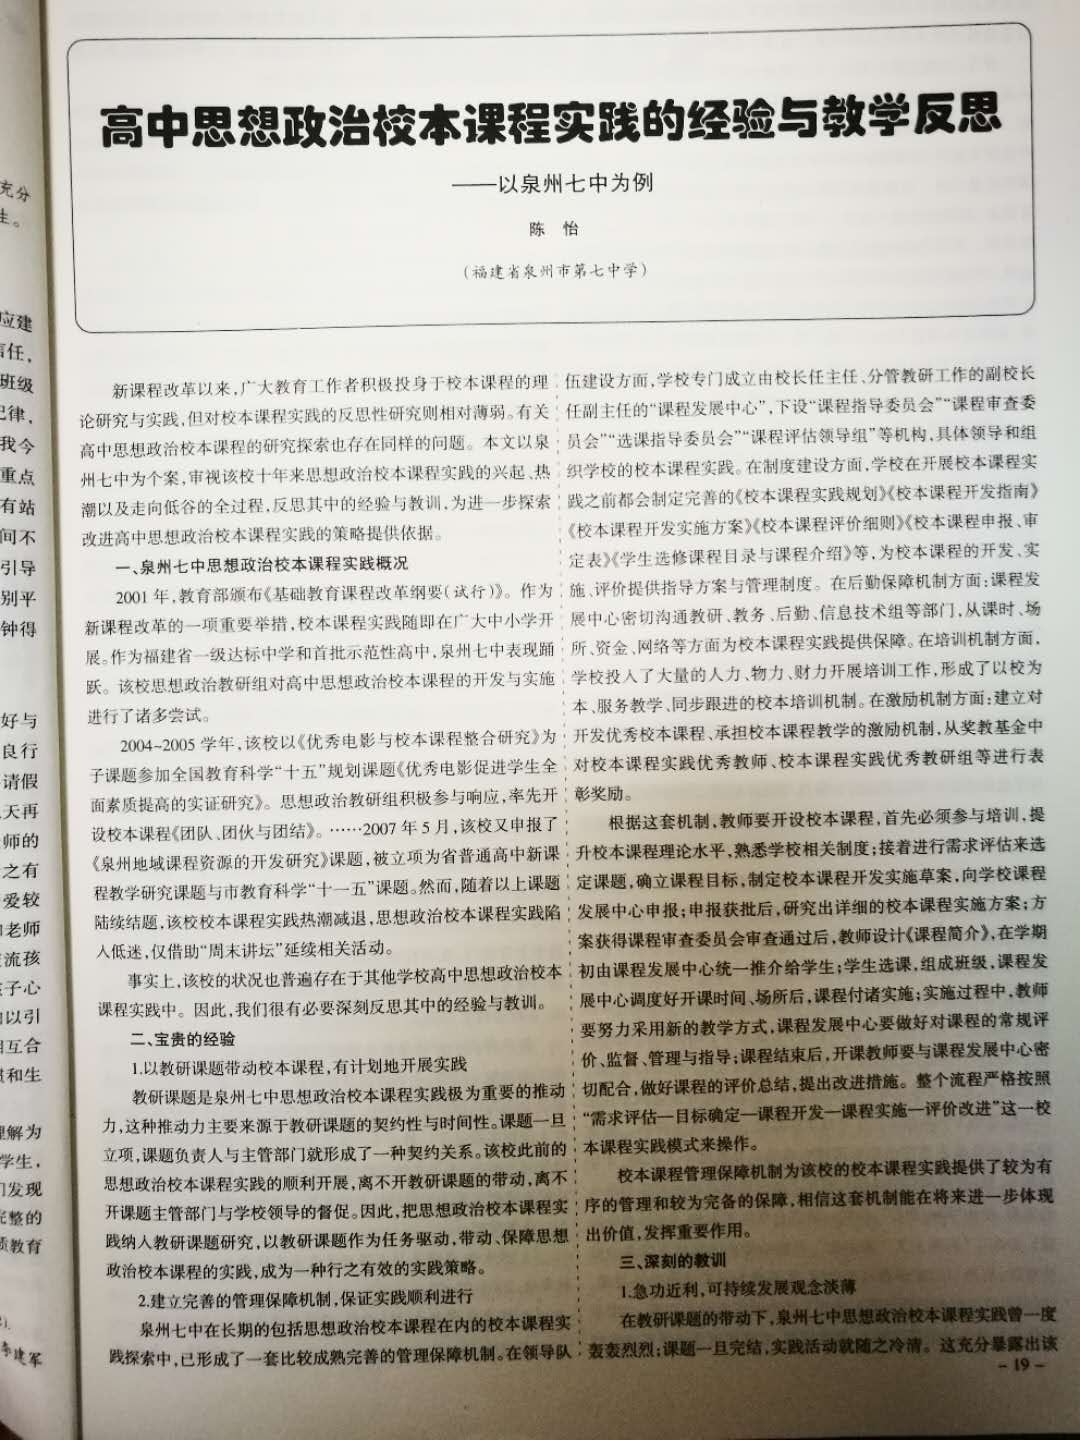 高中思想政治校本课程实践的经验与教学反思
——以泉州七中为例
陈 怡
（福建省泉州市第七中学）
新课程改革以来，广大教育工作者积极投身于校本课程的理
论研究与实践，但对校本课程实践的反思性研究则相对薄弱。有关
高中思想政治校本课程的研究探索也存在同样的问题。本文以泉
州七中为个案，审视该校十年来思想政治校本课程实践的兴起、热
潮以及走向低谷的全过程，反思其中的经验与教训，为进一步探索
改进高中思想政治校本课程实践的策略提供依据。
一、泉州七中思想政治校本课程实践概况
2001年，教育部颁布《基础教育课程改革纲要（试行）》。作为
新课程改革的一项重要举措，校本课程实践随即在广大中小学开
展。作为福建省一级达标中学和首批示范性高中，泉州七中表现踊
跃。该校思想政治教研组对高中思想政治校本课程的开发与实施
进行了诸多尝试。
2004~2005学年，该校以《优秀电影与校本课程整合研究》为
子课题参加全国教育科学“十五”规划课题《优秀电影促进学生全
面素质提高的实证研究》。思想政治教研组积极参与响应，率先开
设校本课程《团队、团伙与团结》。……2007年5月，该校又申报了
《泉州地域课程资源的开发研究》课题，被立项为省普通高中新课
程教学研究课题与市教育科学“十一五”课题。然而，随着以上课题
陆续结题，该校校本课程实践热潮减退，思想政治校本课程实践陷
入低迷，仅借助“周末讲坛”延续相关活动。
事实上，该校的状况也普遍存在于其他学校高中思想政治校本
课程实践中。因此，我们很有必要深刻反思其中的经验与教训。
二、宝贵的经验
1.以教研课题带动校本课程，有计划地开展实践
教研课题是泉州七中思想政治校本课程实践极为重要的推动
力，这种推动力主要来源于教研课题的契约性与时间性。课题一旦
立项，课题负责人与主管部门就形成了一种契约关系。该校此前的
思想政治校本课程实践的顺利开展，离不开教研课题的带动，离不
开课题主管部门与学校领导的督促。因此，把思想政治校本课程实
践纳入教研课题研究，以教研课题作为任务驱动，带动、保障思想
政治校本课程的实践，成为一种行之有效的实践策略。
2.建立完善的管理保障机制，保证实践顺利进行
泉州七中在长期的包括思想政治校本课程在内的校本课程实
践探索中，已形成了一套比较成熟完善的管理保障机制。在领导队
伍建设方面，学校专门成立由校长任主任、分管教研工作的副校长
任副主任的“课程发展中心”，下设“课程指导委员会”“课程审查委
员会”“选课指导委员会”“课程评估领导组”等机构，具体领导和组
织学校的校本课程实践。在制度建设方面，学校在开展校本课程实
践之前都会制定完善的《校本课程实践规划》《校本课程开发指南》
《校本课程开发实施方案》《校本课程评价细则》《校本课程申报、审
定表》《学生选修课程目录与课程介绍》等，为校本课程的开发、实
施、评价提供指导方案与管理制度。在后勤保障机制方面：课程发
展中心密切沟通教研、教务、后勤、信息技术组等部门，从课时、场
所、资金、网络等方面为校本课程实践提供保障。在培训机制方面，
学校投入了大量的人力、物力、财力开展培训工作，形成了以校为
本、服务教学、同步跟进的校本培训机制。在激励机制方面：建立对
开发优秀校本课程、承担校本课程教学的激励机制，从奖教基金中
对校本课程实践优秀教师、校本课程实践优秀教研组等进行表
彰奖励。
根据这套机制，教师要开设校本课程，首先必须参与培训，提
升校本课程理论水平，熟悉学校相关制度；接着进行需求评估来选
定课题，确立课程目标，制定校本课程开发实施草案，向学校课程
发展中心申报；申报获批后，研究出详细的校本课程实施方案；方
案获得课程审查委员会审查通过后，教师设计《课程简介》，在学期
初由课程发展中心统一推介给学生；学生选课，组成班级，课程发
展中心调度好开课时间、场所后，课程付诸实施；实施过程中，教师
要努力采用新的教学方式，课程发展中心要做好对课程的常规评
价、监督、管理与指导；课程结束后，开课教师要与课程发展中心密
切配合，做好课程的评价总结，提出改进措施。整个流程严格按照
“需求评估—目标确定—课程开发—课程实施—评价改进”这一校
本课程实践模式来操作。
校本课程管理保障机制为该校的校本课程实践提供了较为有
序的管理和较为完备的保障，相信这套机制能在将来进一步体现
出价值，发挥重要作用。
三、深刻的教训
1.急功近利，可持续发展观念淡薄
在教研课题的带动下，泉州七中思想政治校本课程实践曾一度
轰轰烈烈；课题一旦完结，实践活动就随之冷清。这充分暴露出该
－19－
充分
生。
应建
班级
我今
重点
有站
间不
引导
别平
钟得
好与
良行
请假
天再
师的
之有
爱较
老师
流孩
子心
以引
互合
和生
理解为
学生，
们发现
完整的
质教育
李建军